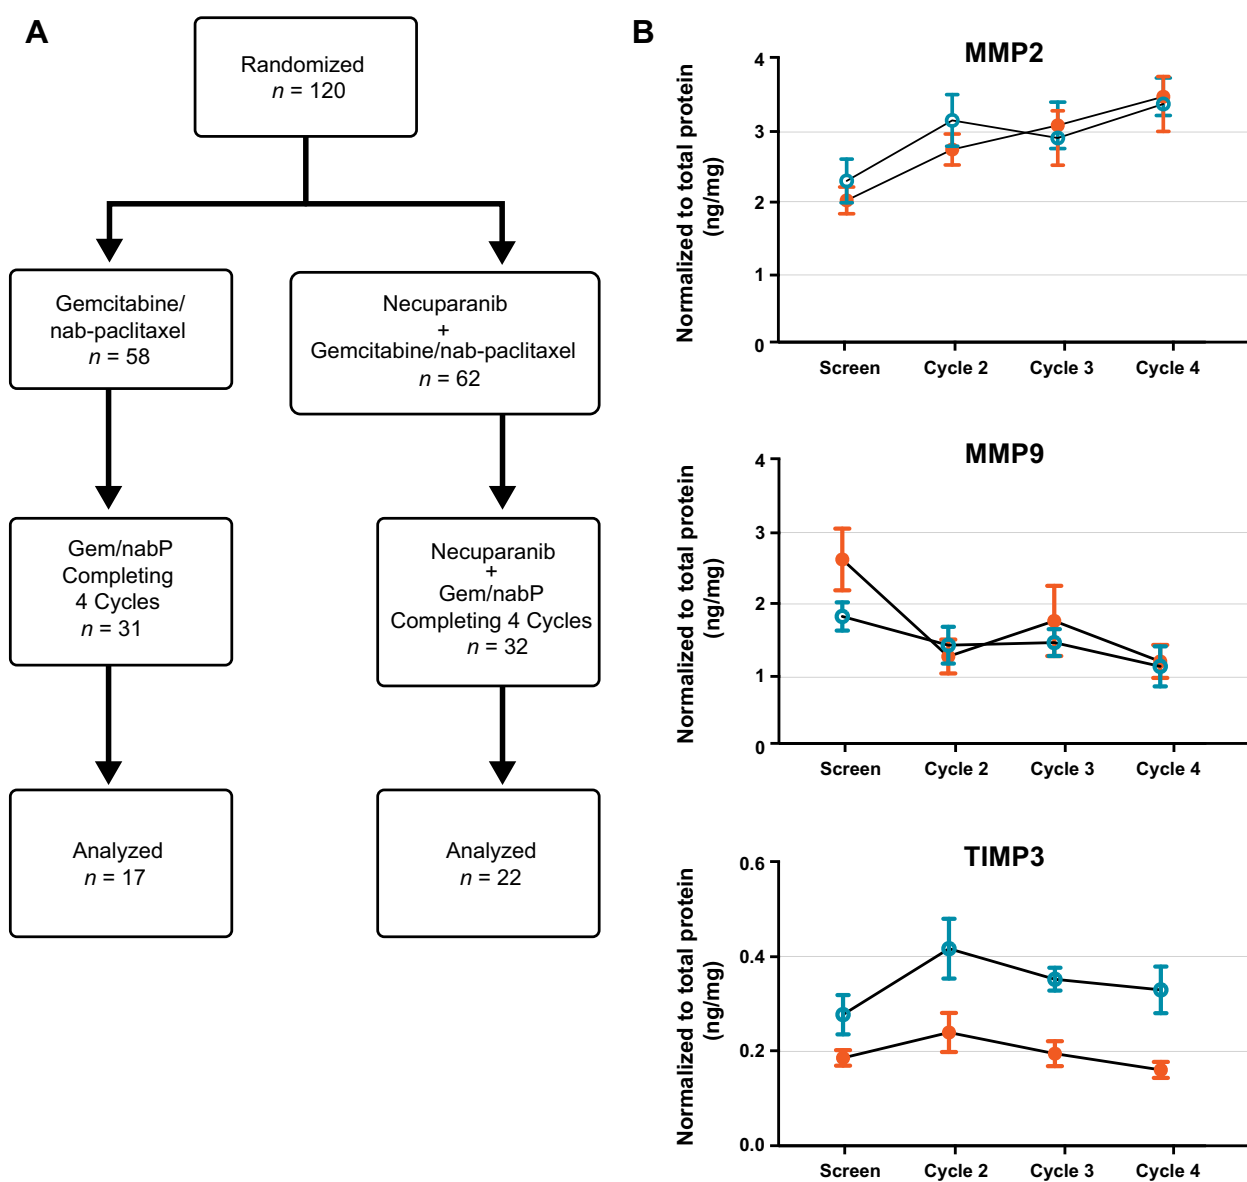 A
Randomized
n = 120
Gemcitabine/
nab-paclitaxel
n = 58
Necuparanib
+
Gemcitabine/nab-paclitaxel
n = 62
Gem/nabP
Completing
4 Cycles
n = 31
Necuparanib
+
Gem/nabP
Completing 4 Cycles
n = 32
Analyzed
n = 17
Analyzed
n = 22
B
MMP2
Normalized to total protein
(ng/mg)
4
3
2
1
0
Screen Cycle 2 Cycle 3 Cycle 4
MMP9
Normalized to total protein
(ng/mg)
4
3
2
1
0
Screen Cycle 2 Cycle 3 Cycle 4
TIMP3
Normalized to total protein
(ng/mg)
0.6
0.4
0.2
0.0
Screen Cycle 2 Cycle 3 Cycle 4